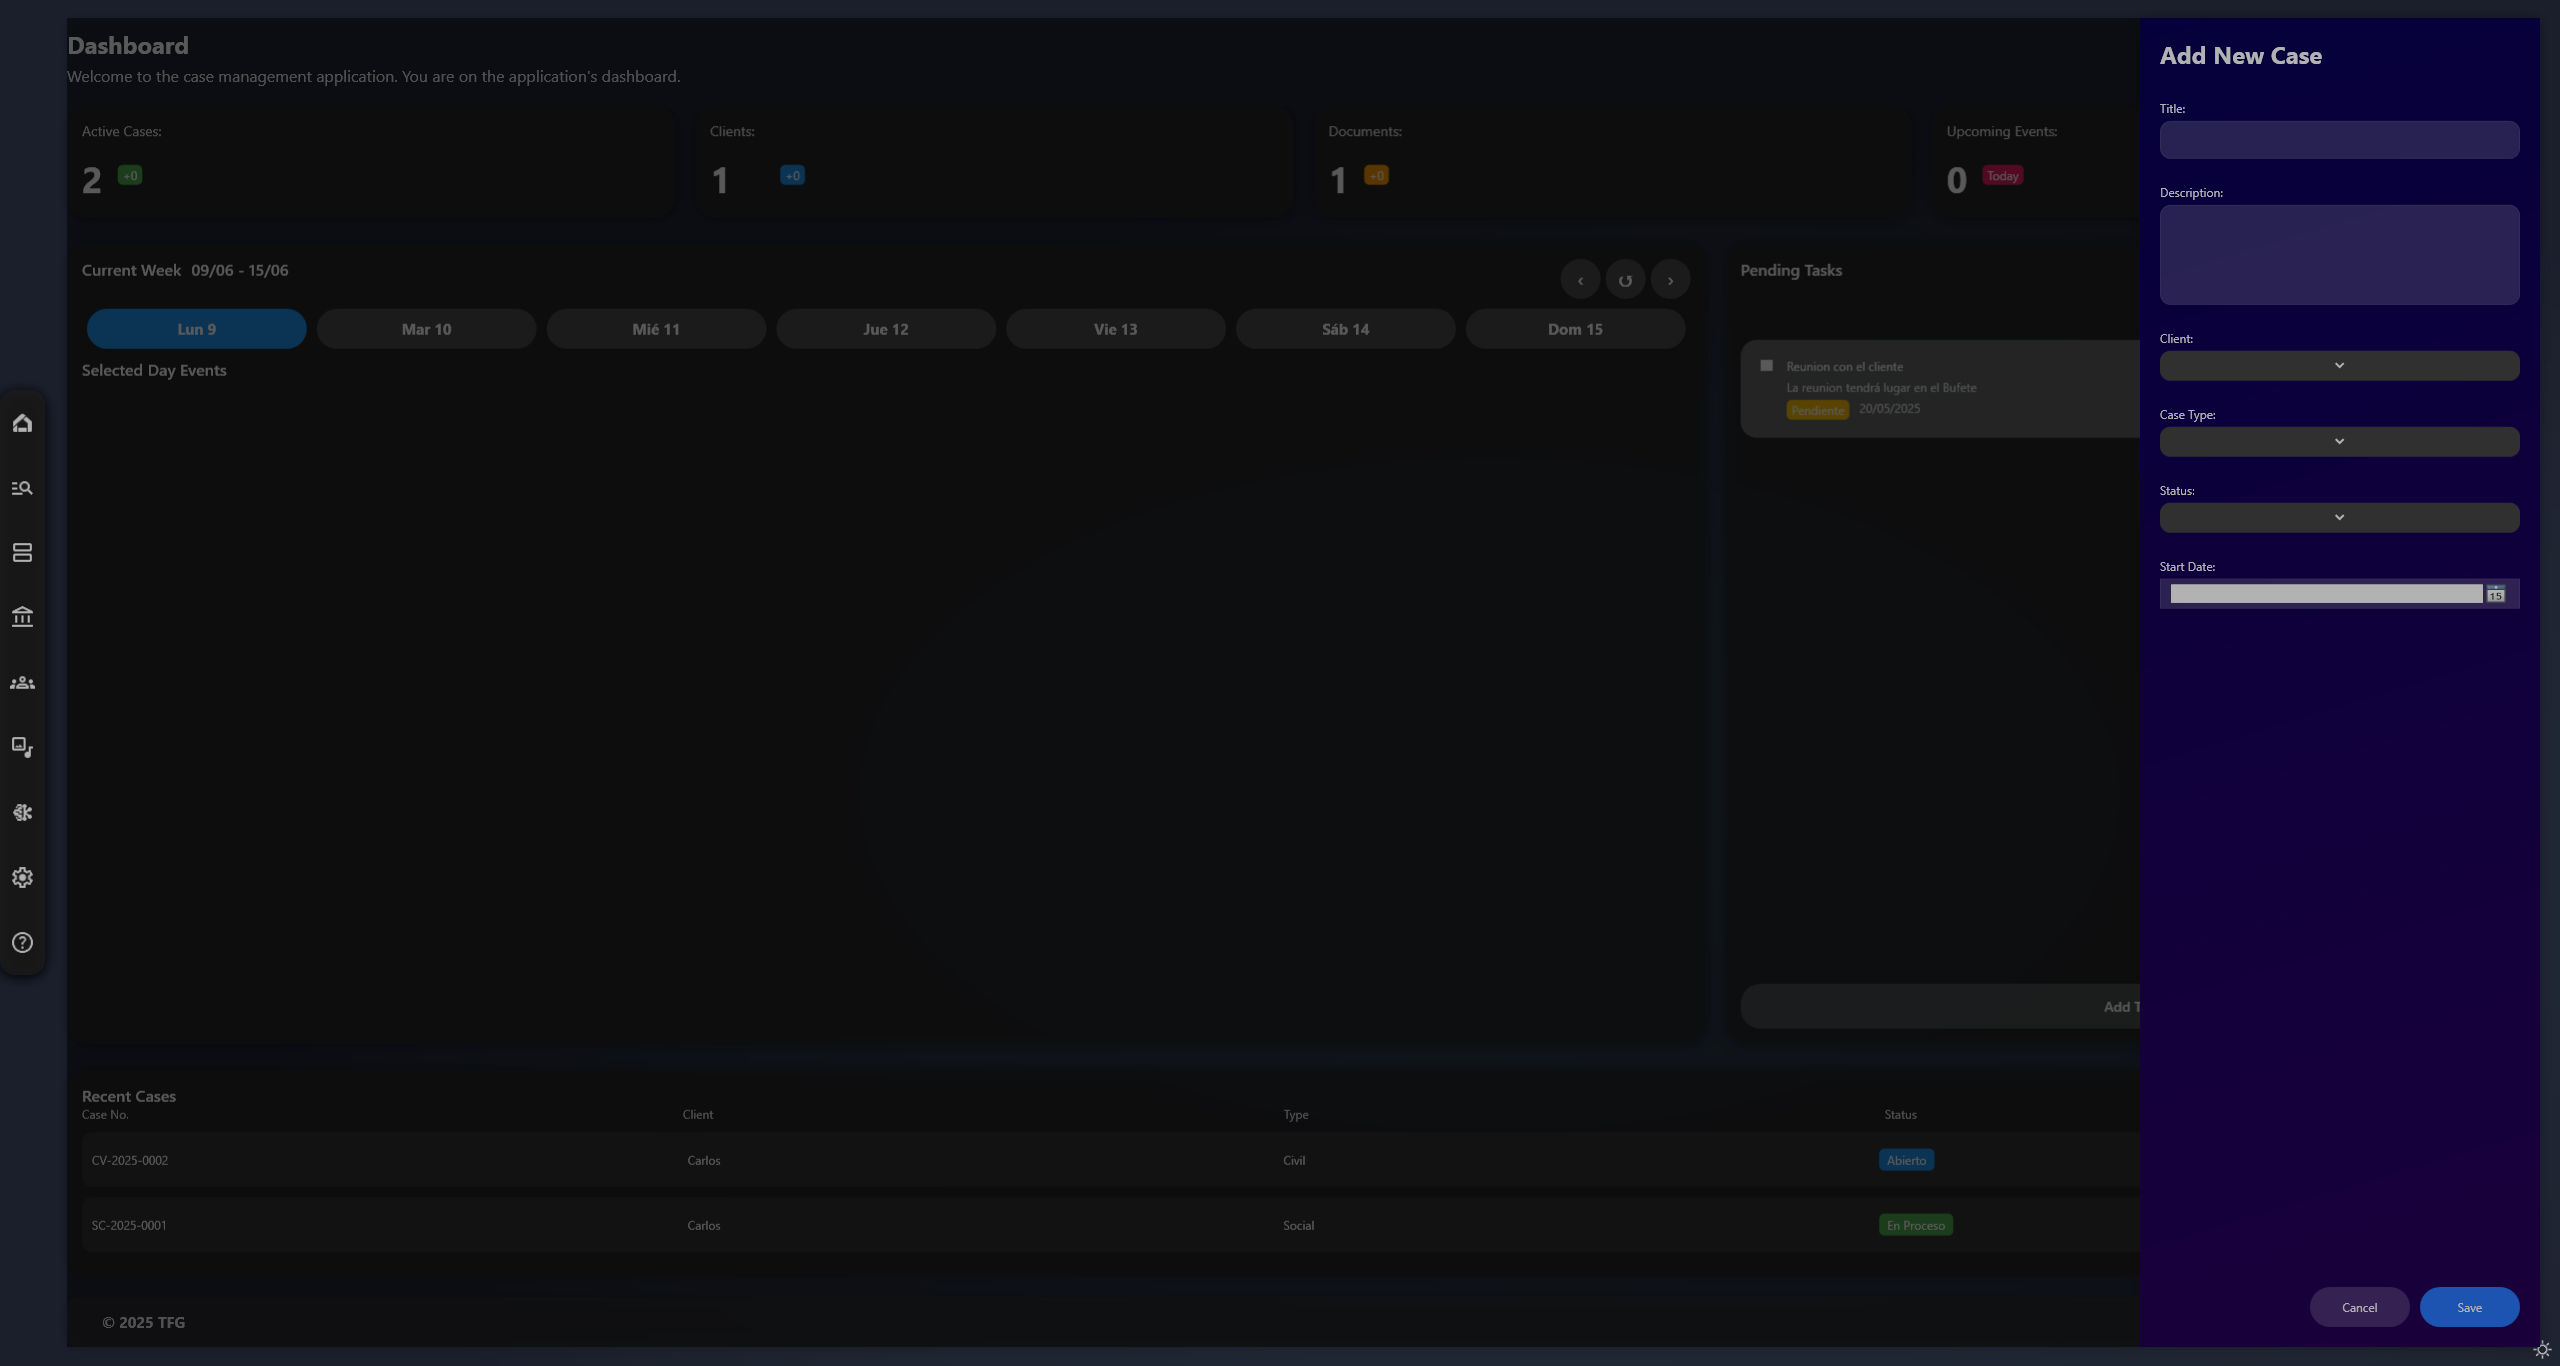 Dashboard
Welcome to the case management application. You are on the application's dashboard.
Active Cases:
2 +0
Clients:
1 +0
Documents:
1 +0
Upcoming Events:
0 Today
Current Week 09/06 - 15/06
Lun 9
Mar 10
Mié 11
Jue 12
Vie 13
Sáb 14
Dom 15
Selected Day Events
Pending Tasks
Reunion con el cliente
La reunion tendrá lugar en el Bufete
Pendiente 20/05/2025
Add T
Recent Cases
Case No. Client Type Status
CV-2025-0002 Carlos Civil Abierto
SC-2025-0001 Carlos Social En Proceso
© 2025 TFG
Add New Case
Title:
Description:
Client:
Case Type:
Status:
Start Date:
15
Cancel
Save